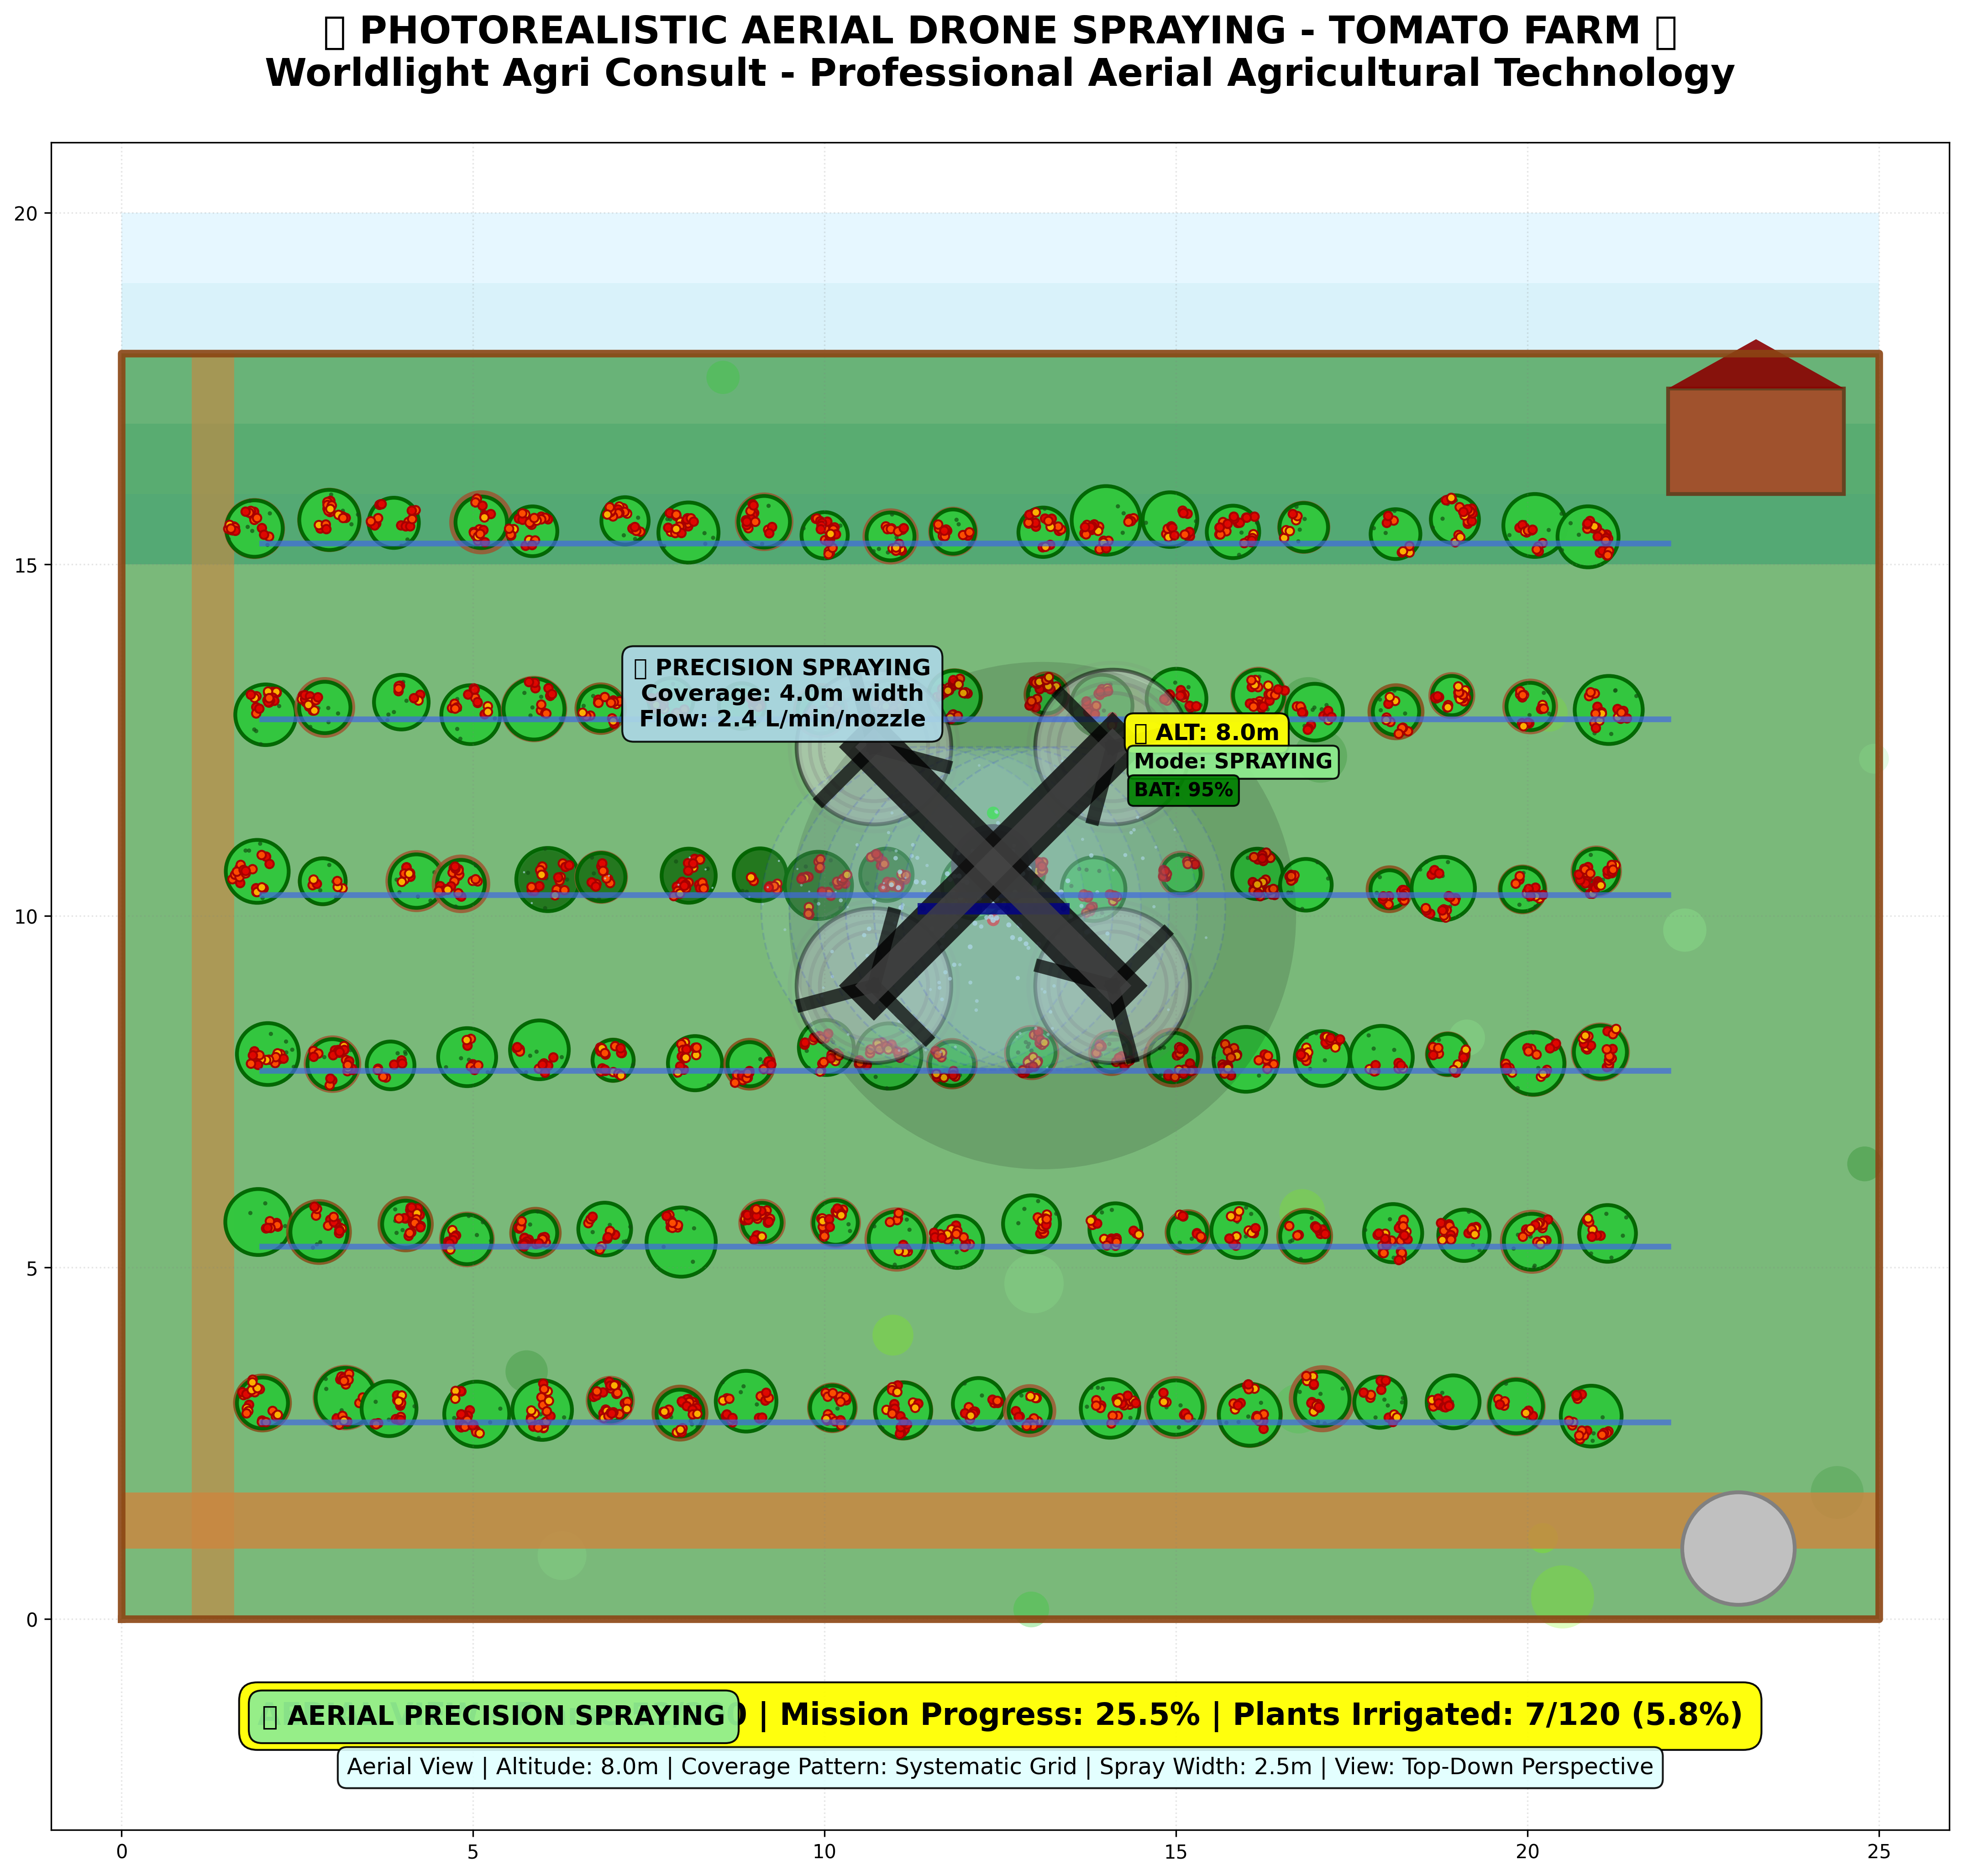 PHOTOREALISTIC AERIAL DRONE SPRAYING - TOMATO FARM
Worldlight Agri Consult - Professional Aerial Agricultural Technology
20
15
10
5
0
PRECISION SPRAYING
Coverage: 4.0m width
Flow: 2.4 L/min/nozzle
ALT: 8.0m
Mode: SPRAYING
BAT: 95%
AERIAL PRECISION SPRAYING
0 | Mission Progress: 25.5% | Plants Irrigated: 7/120 (5.8%)
Aerial View | Altitude: 8.0m | Coverage Pattern: Systematic Grid | Spray Width: 2.5m | View: Top-Down Perspective
0 5 10 15 20 25